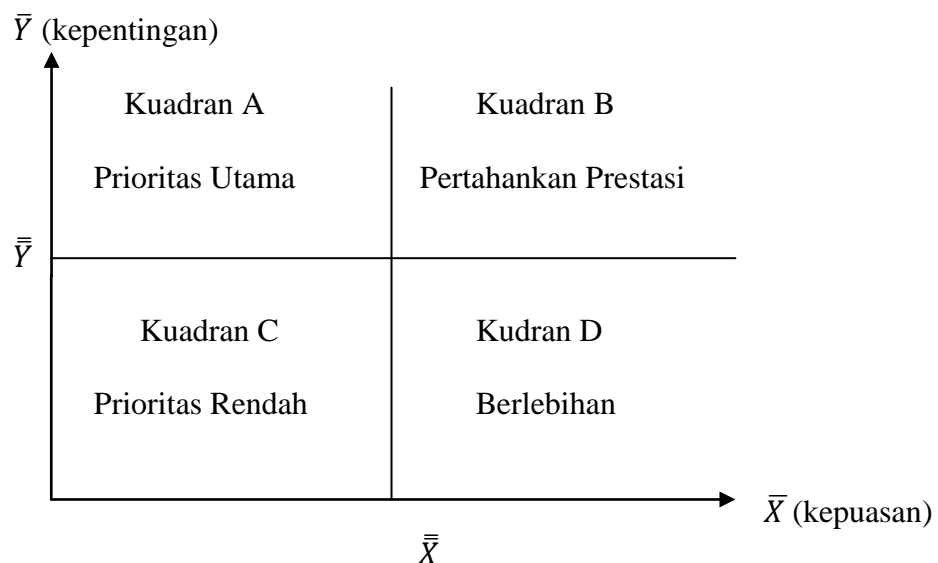 Y̅ (kepentingan)
Kuadran A Kuadran B
Prioritas Utama Pertahankan Prestasi
Y̿
Kuadran C Kudran D
Prioritas Rendah Berlebihan
X̅ (kepuasan)
X̿